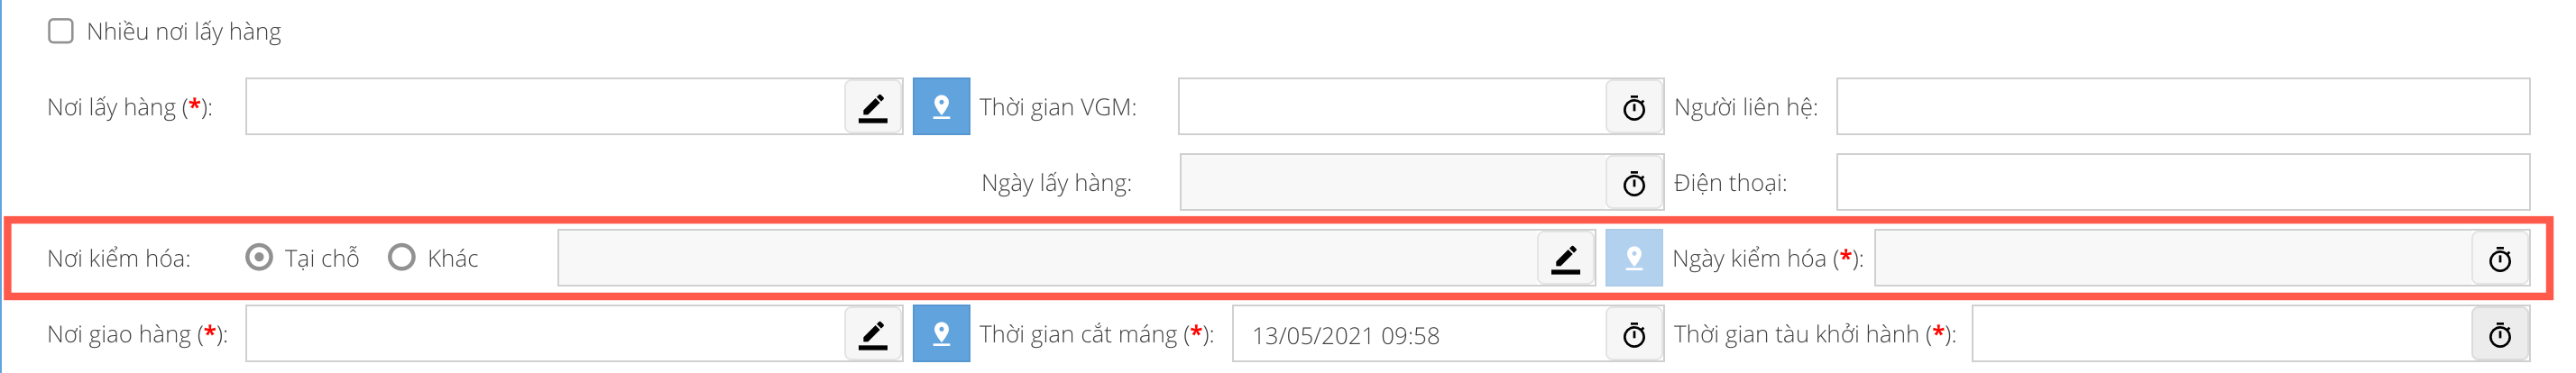 Nhiều nơi lấy hàng
Nơi lấy hàng (*): Thời gian VGM: Người liên hệ:
Ngày lấy hàng: Điện thoại:
Nơi kiểm hóa: Tại chỗ Khác Ngày kiểm hóa (*):
Nơi giao hàng (*): Thời gian cắt máng (*): 13/05/2021 09:58 Thời gian tàu khởi hành (*):